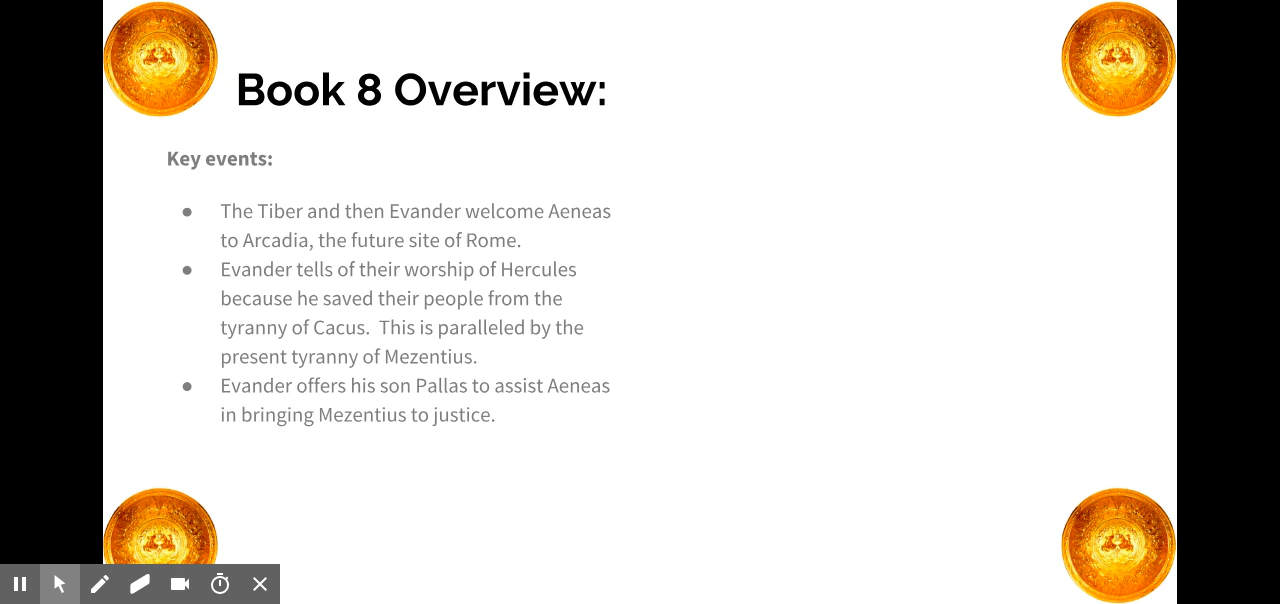 Book 8 Overview:
Key events:
● The Tiber and then Evander welcome Aeneas
to Arcadia, the future site of Rome.
● Evander tells of their worship of Hercules
because he saved their people from the
tyranny of Cacus.  This is paralleled by the
present tyranny of Mezentius.
● Evander offers his son Pallas to assist Aeneas
in bringing Mezentius to justice.